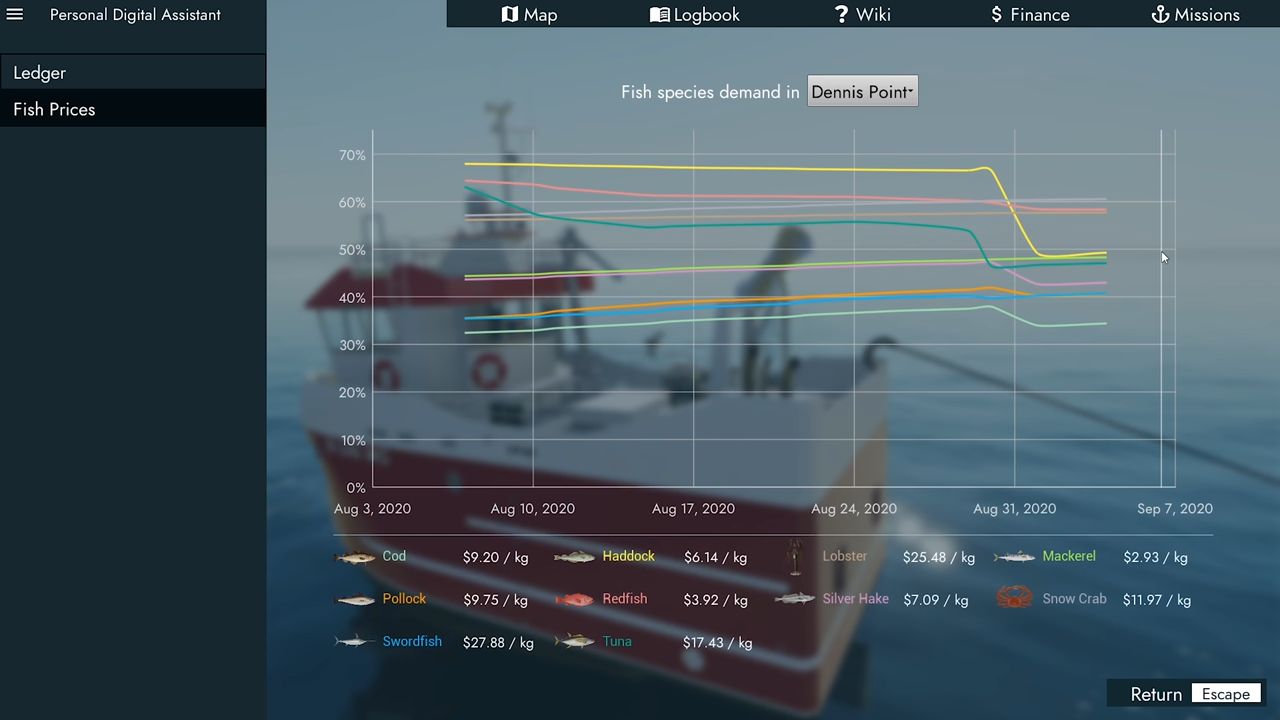 Personal Digital Assistant
Map
Logbook
? Wiki
$ Finance
Missions
Ledger
Fish Prices
Fish species demand in Dennis Point
70%
60%
50%
40%
30%
20%
10%
0%
Aug 3, 2020 Aug 10, 2020 Aug 17, 2020 Aug 24, 2020 Aug 31, 2020 Sep 7, 2020
Cod $9.20 / kg Haddock $6.14 / kg Lobster $25.48 / kg Mackerel $2.93 / kg
Pollock $9.75 / kg Redfish $3.92 / kg Silver Hake $7.09 / kg Snow Crab $11.97 / kg
Swordfish $27.88 / kg Tuna $17.43 / kg
Return Escape